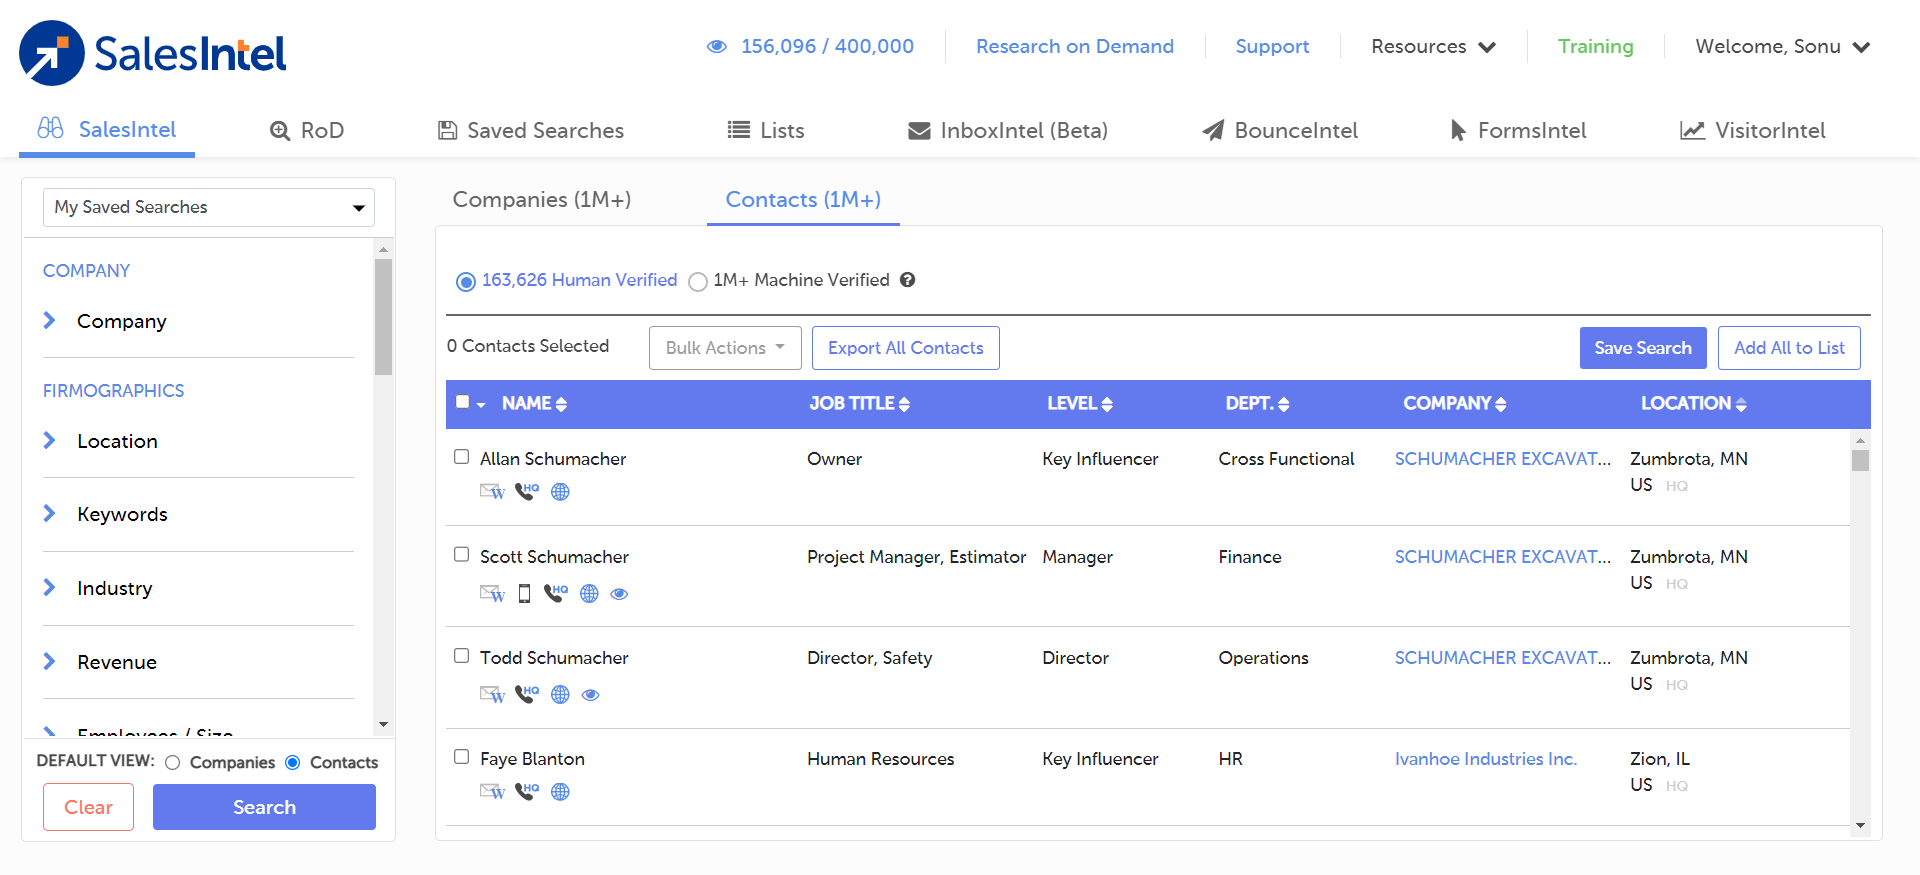 SalesIntel
156,096 / 400,000
Research on Demand
Support
Resources
Training
Welcome, Sonu
SalesIntel
RoD
Saved Searches
Lists
InboxIntel (Beta)
BounceIntel
FormsIntel
VisitorIntel
My Saved Searches
COMPANY
Company
FIRMOGRAPHICS
Location
Keywords
Industry
Revenue
Employees / Size
DEFAULT VIEW: Companies Contacts
Clear
Search
Companies (1M+)
Contacts (1M+)
163,626 Human Verified
1M+ Machine Verified ?
0 Contacts Selected
Bulk Actions
Export All Contacts
Save Search
Add All to List
NAME JOB TITLE LEVEL DEPT. COMPANY LOCATION
Allan Schumacher Owner Key Influencer Cross Functional SCHUMACHER EXCAVAT... Zumbrota, MN
W HQ US HQ
Scott Schumacher Project Manager, Estimator Manager Finance SCHUMACHER EXCAVAT... Zumbrota, MN
W HQ US HQ
Todd Schumacher Director, Safety Director Operations SCHUMACHER EXCAVAT... Zumbrota, MN
W HQ US HQ
Faye Blanton Human Resources Key Influencer HR Ivanhoe Industries Inc. Zion, IL
W HQ US HQ